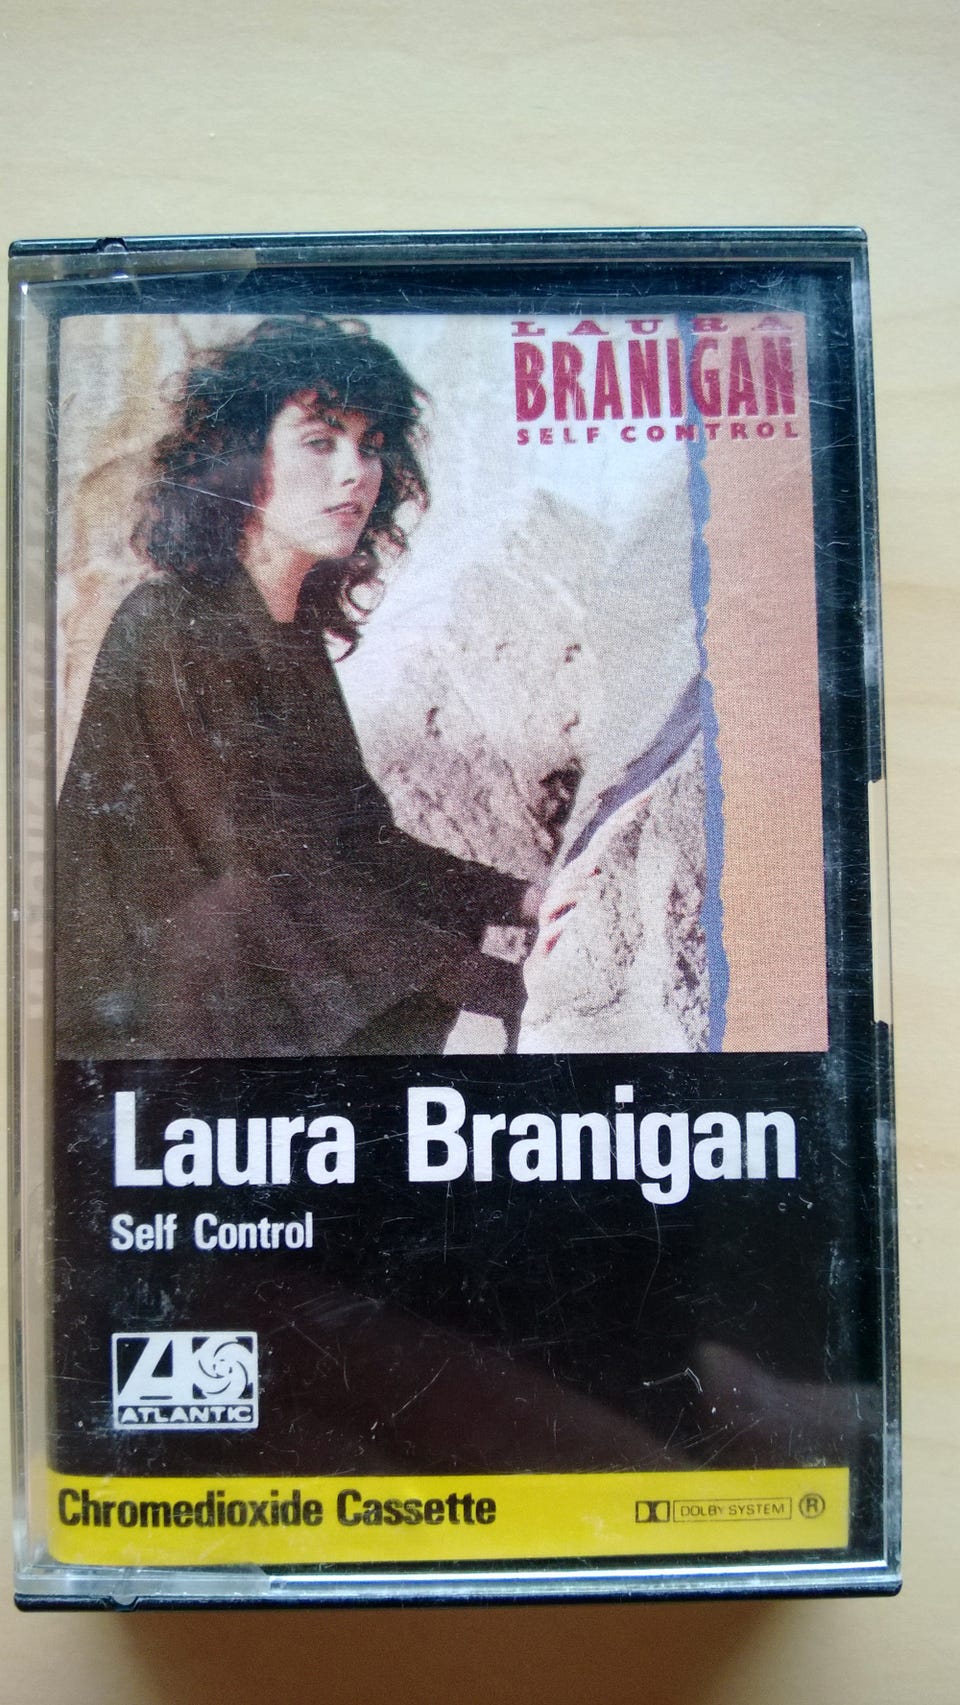 LAURA
BRANIGAN
SELF CONTROL
Laura Branigan
Self Control
ATLANTIC
Chromedioxide Cassette
DOLBY SYSTEM ®